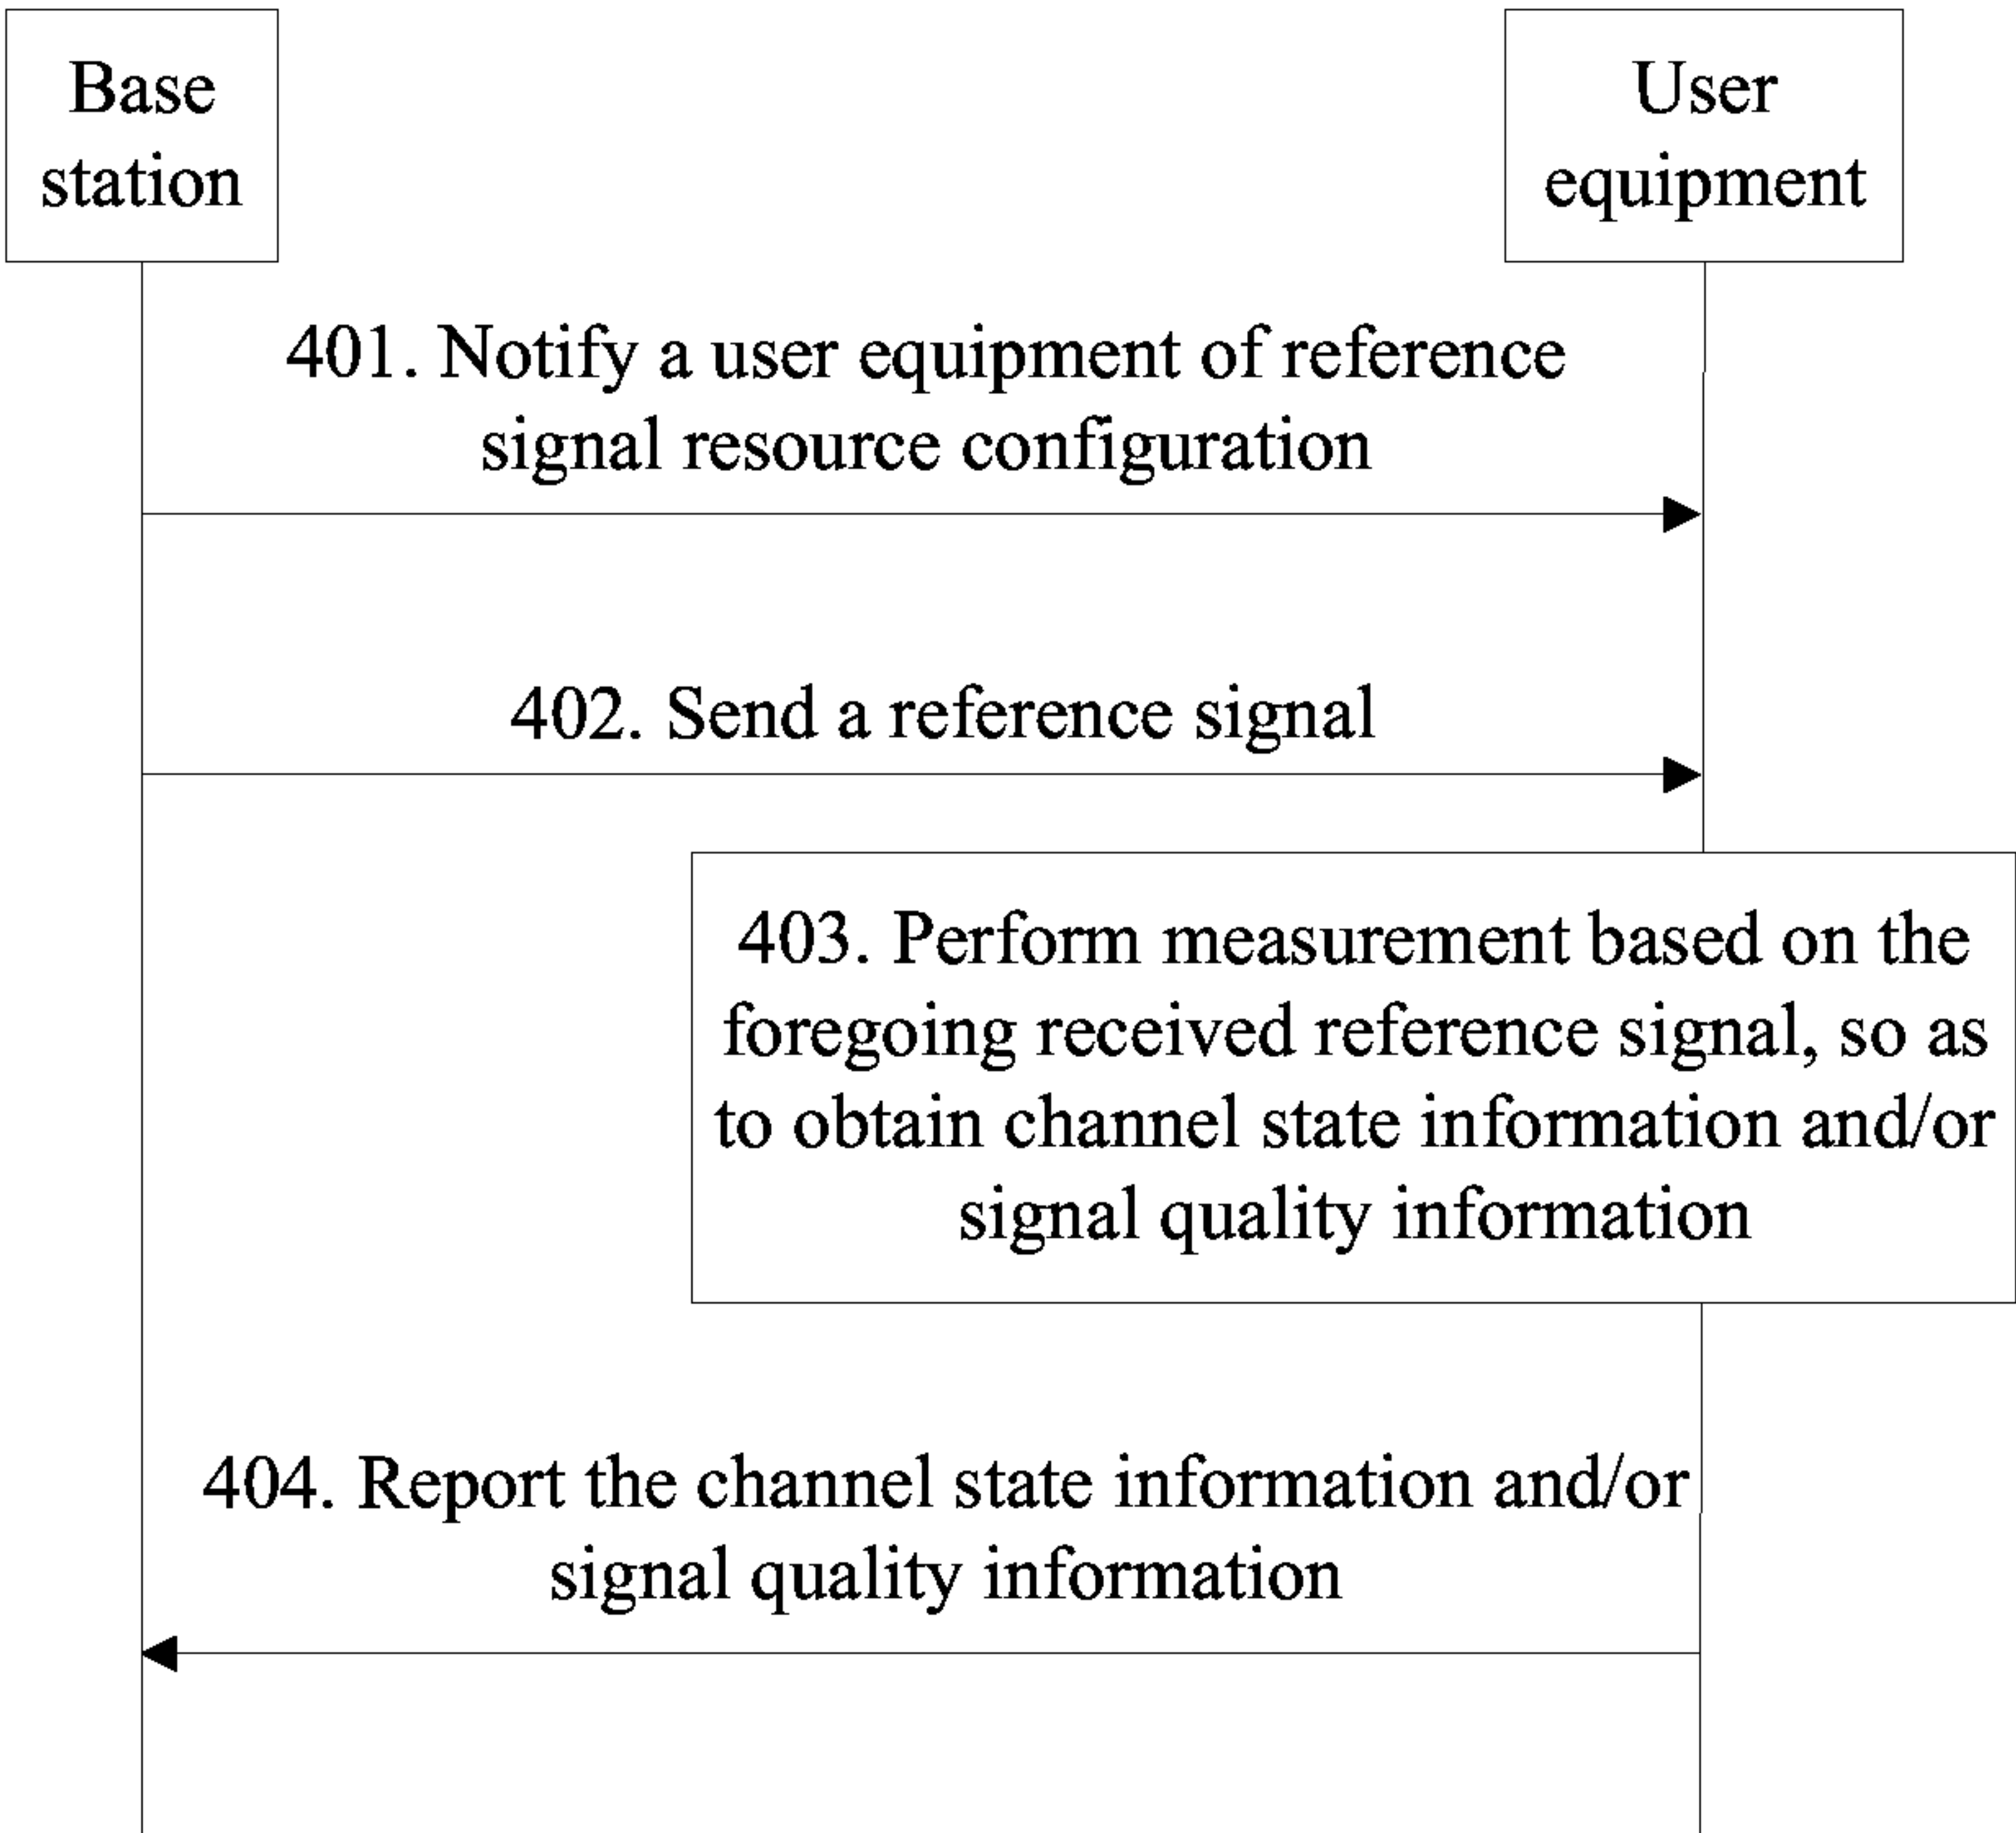 Base
station
User
equipment
401. Notify a user equipment of reference
signal resource configuration
402. Send a reference signal
403. Perform measurement based on the
foregoing received reference signal, so as
to obtain channel state information and/or
signal quality information
404. Report the channel state information and/or
signal quality information